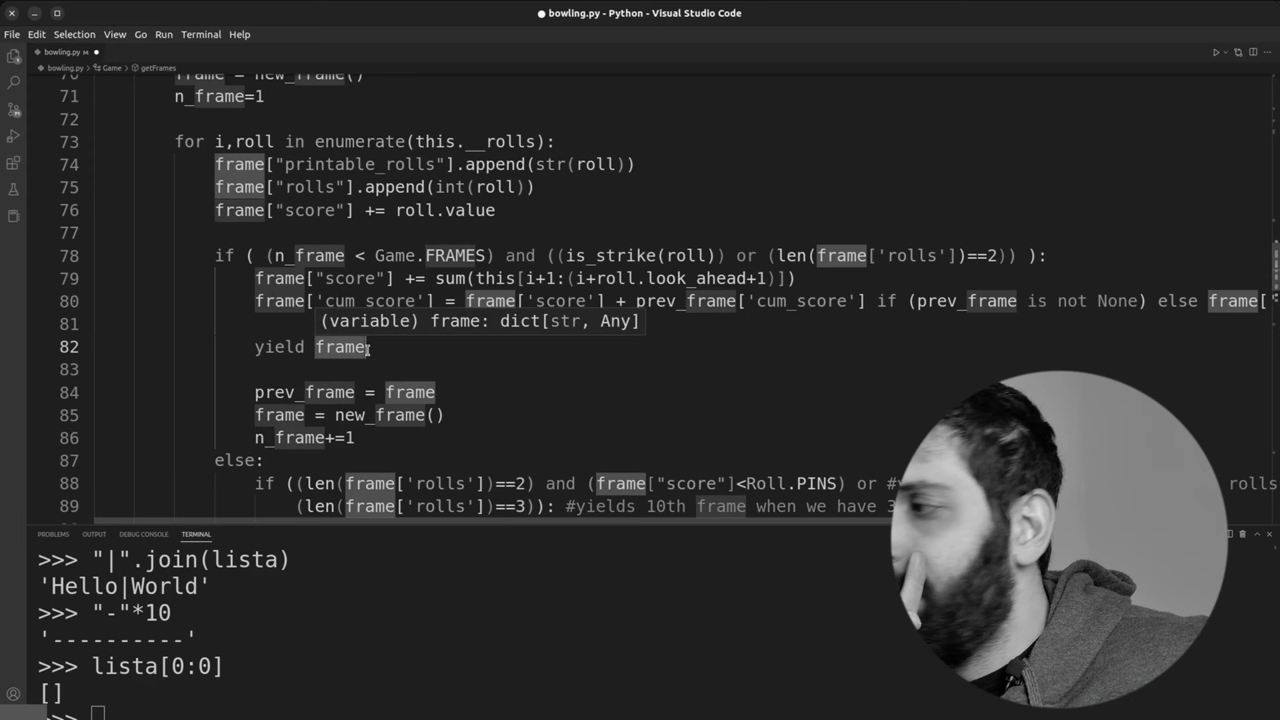 bowling.py - Python - Visual Studio Code
File Edit Selection View Go Run Terminal Help
bowling.py M
bowling.py > Game > getFrames
70 frame = new_frame()
71 n_frame=1
72
73 for i,roll in enumerate(this.__rolls):
74 frame["printable_rolls"].append(str(roll))
75 frame["rolls"].append(int(roll))
76 frame["score"] += roll.value
77
78 if ( (n_frame < Game.FRAMES) and ((is_strike(roll)) or (len(frame['rolls'])==2)) ):
79 frame["score"] += sum(this[i+1:(i+roll.look_ahead+1)])
80 frame['cum_score'] = frame['score'] + prev_frame['cum_score'] if (prev_frame is not None) else frame['
81 (variable) frame: dict[str, Any]
82 yield frame
83
84 prev_frame = frame
85 frame = new_frame()
86 n_frame+=1
87 else:
88 if ((len(frame['rolls'])==2) and (frame["score"]<Roll.PINS) or # rolls
89 (len(frame['rolls'])==3)): #yields 10th frame when we have 3
PROBLEMS OUTPUT DEBUG CONSOLE TERMINAL
>>> "|".join(lista)
'Hello|World'
>>> "-"*10
'----------'
>>> lista[0:0]
[]
>>>